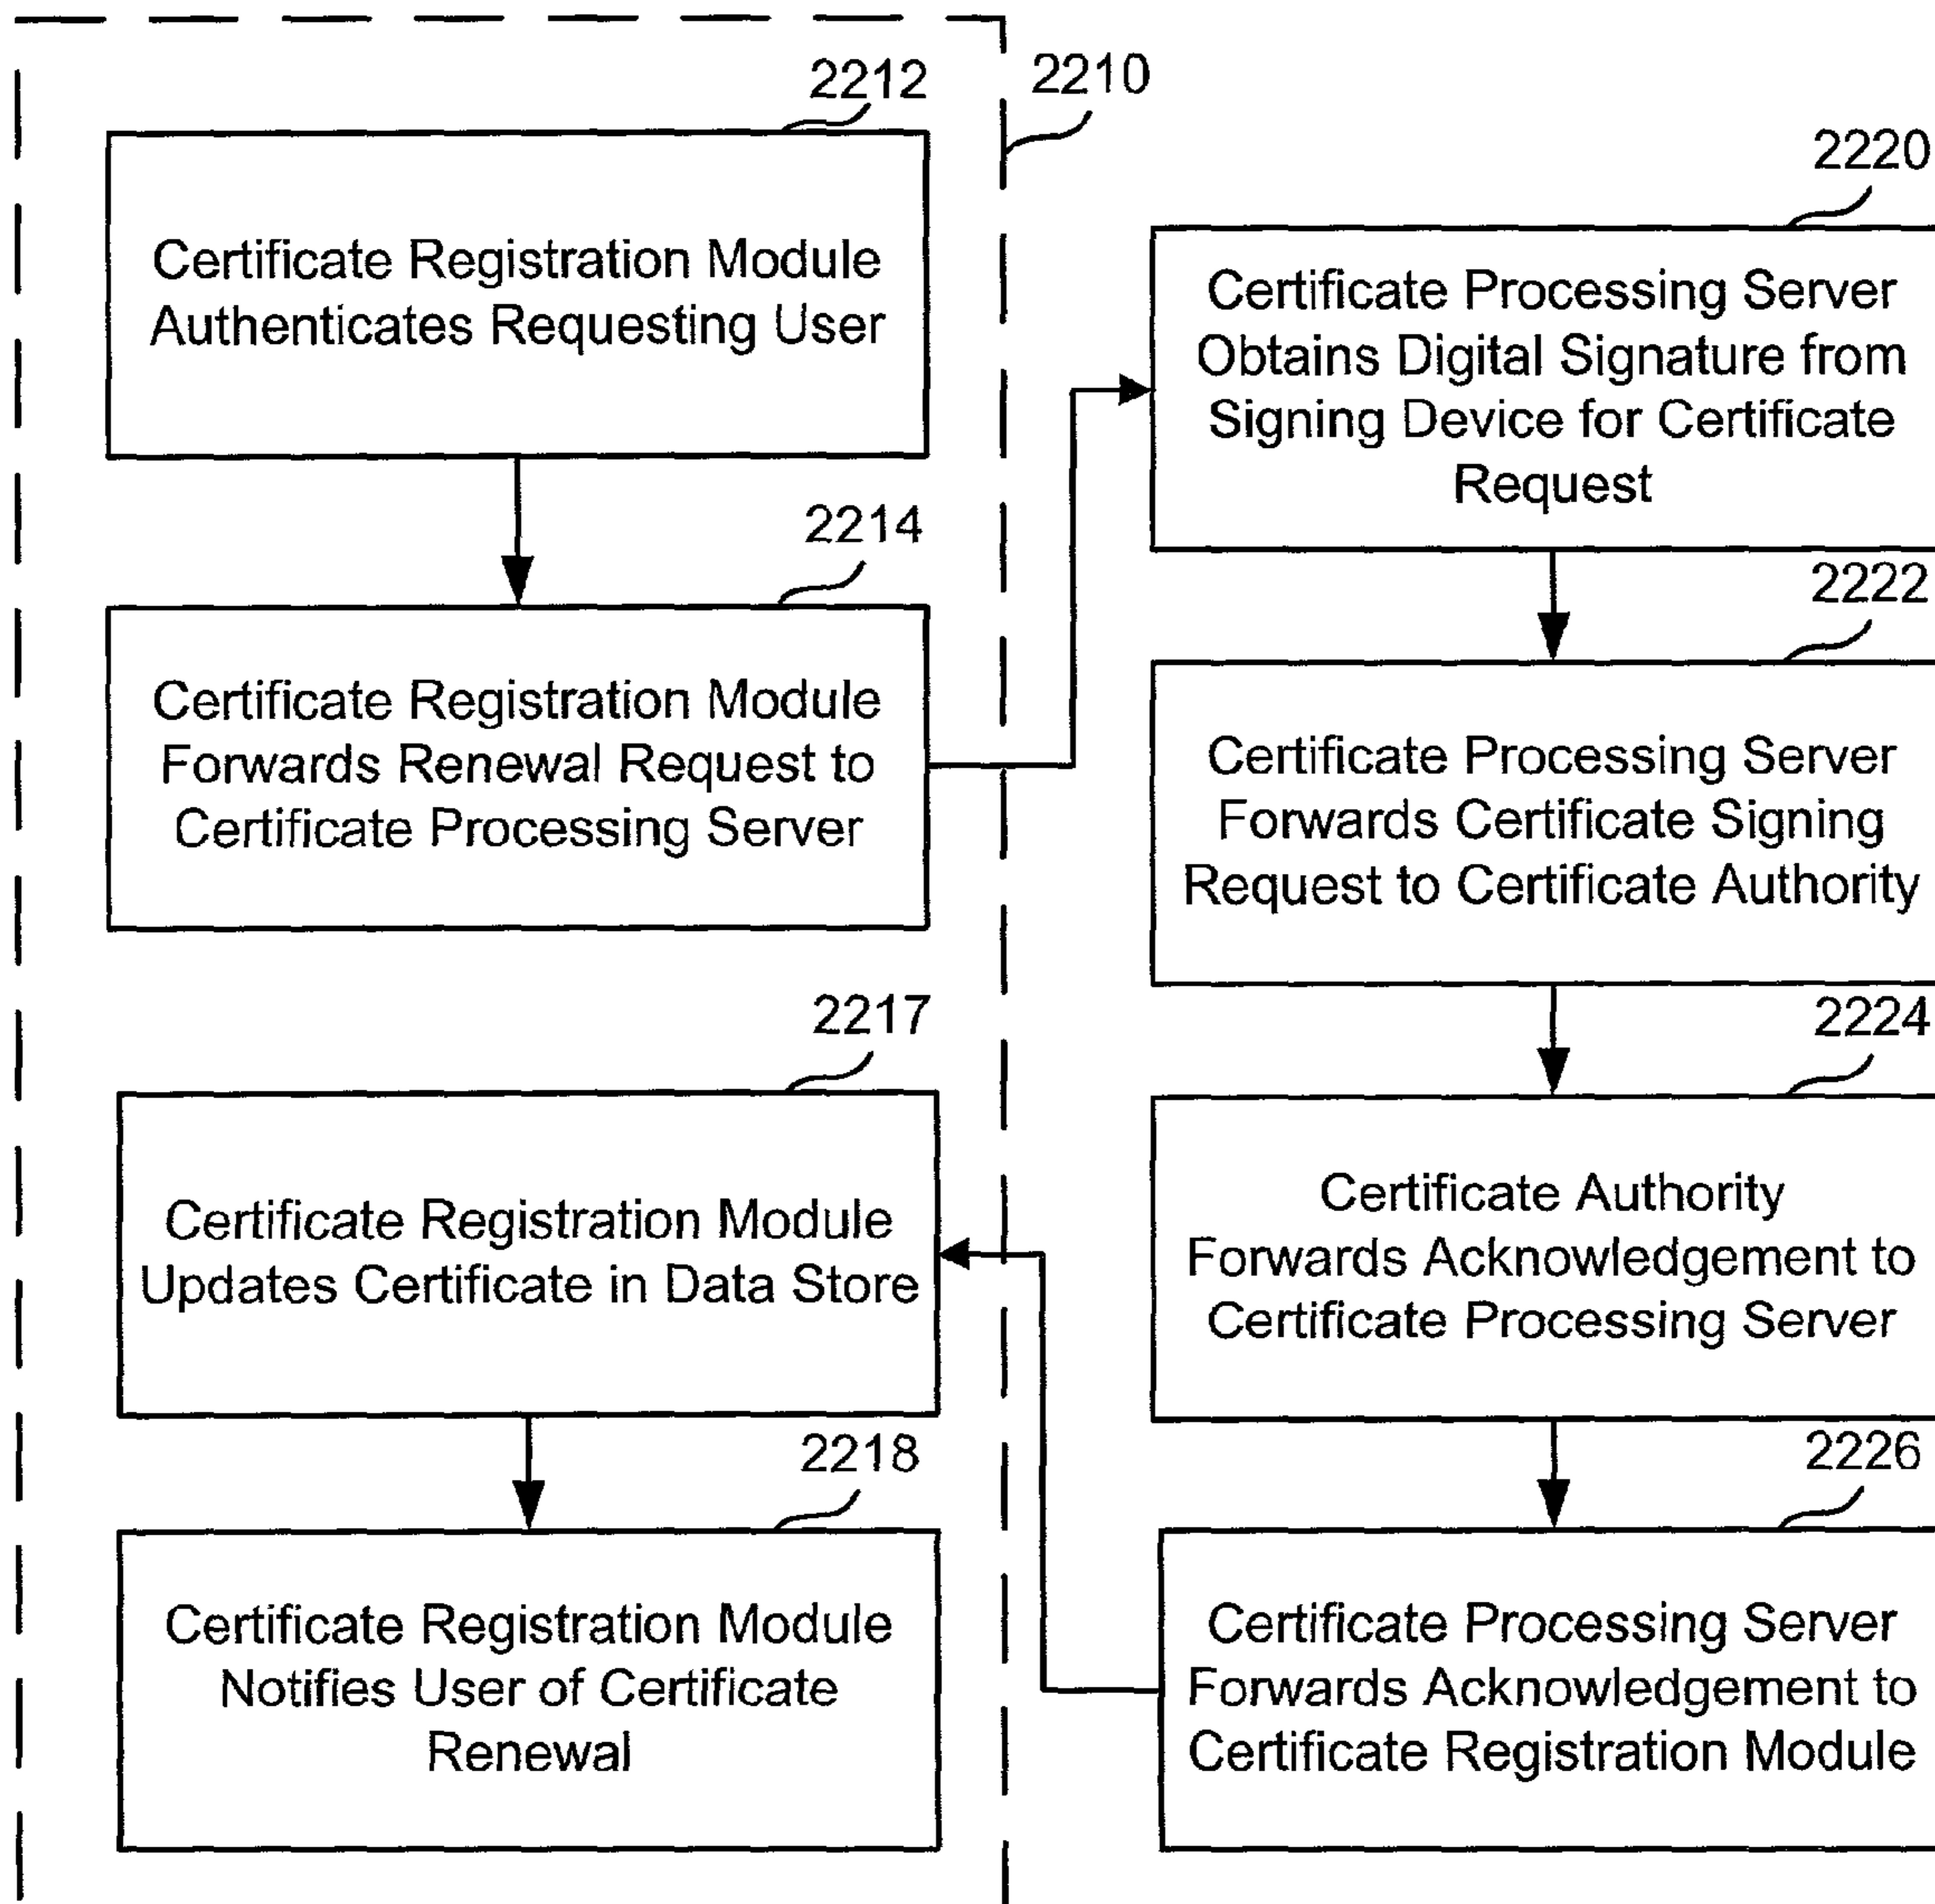 2212
2210
Certificate Registration Module
Authenticates Requesting User
2214
Certificate Registration Module
Forwards Renewal Request to
Certificate Processing Server
2217
Certificate Registration Module
Updates Certificate in Data Store
2218
Certificate Registration Module
Notifies User of Certificate
Renewal
2220
Certificate Processing Server
Obtains Digital Signature from
Signing Device for Certificate
Request
2222
Certificate Processing Server
Forwards Certificate Signing
Request to Certificate Authority
2224
Certificate Authority
Forwards Acknowledgement to
Certificate Processing Server
2226
Certificate Processing Server
Forwards Acknowledgement to
Certificate Registration Module